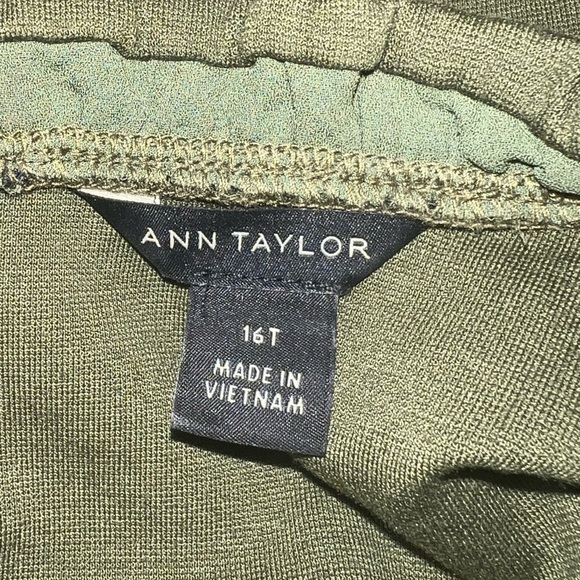 ANN TAYLOR
16T
MADE IN
VIETNAM